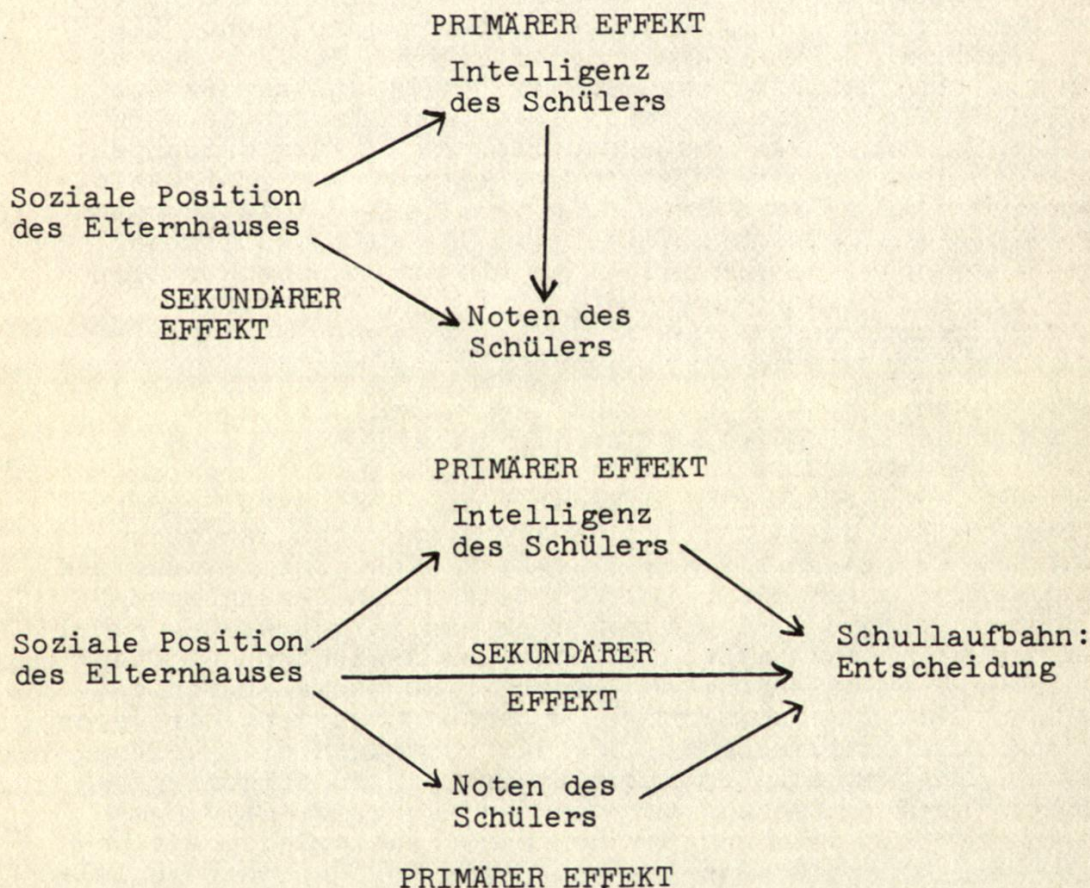 PRIMÄRER EFFEKT
Intelligenz
des Schülers
Soziale Position
des Elternhauses
SEKUNDÄRER
EFFEKT
Noten des
Schülers
PRIMÄRER EFFEKT
Intelligenz
des Schülers
Soziale Position
des Elternhauses
SEKUNDÄRER
EFFEKT
Schullaufbahn:
Entscheidung
Noten des
Schülers
PRIMÄRER EFFEKT